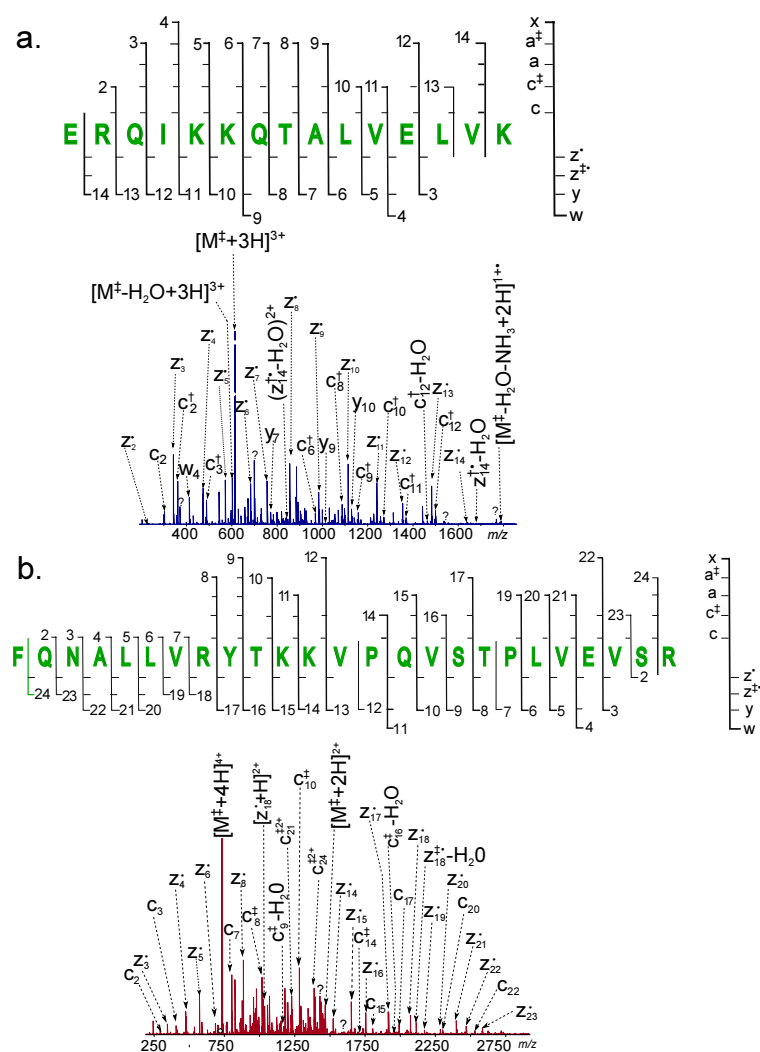 a.
4
3 5 6 7 8 9 12 14
2 10 11 13
x
a‡
a
c‡
c
E R Q I K K Q T A L V E L V K
z•
z‡•
y
w
14 13 12 11 10 8 7 6 5 3
9 4
[M‡+3H]3+
[M‡-H2O+3H]3+
z•2
c2
z•3
c†2
w4
z•4
c†3
z•5
z•6
z•7
y7
(z†•14-H2O)2+
z•8
c†6
z•9
y9
c†8
z•10
y10
c†9
z•11
c†10
z•12
c†11
c†12-H2O
z•13
c†12
z•14
z†•14-H2O
[M‡-H2O-NH3+2H]1+•
? ? ? ?
400 600 800 1000 1200 1400 1600 m/z
b.
9 12 22
8 10 17 24
11 15 19 20 21
14 16 23
2 3 4 5 6 7
x
a‡
a
c‡
c
F Q N A L L V R Y T K K V P Q V S T P L V E V S R
z•
z‡•
y
w
24 23 19 18 2
22 21 20 17 16 15 14 13 12 10 9 8 7 6 5 3
11 4
[M‡+4H]4+
[z•18+H]2+
c‡2+21
c‡10
[M‡+2H]2+
c‡2+24
c2
z•3
c3
z•4
z•5
z•6
c7
z•8
c‡8
c‡9-H20
z•14
z•15
c‡14
z•16
c15
z•17
c‡16-H2O
c17
z•18
z‡•18-H20
z•19
z•20
c20
z•21
z•22
c22
z•23
? ? ?
250 750 1250 1750 2250 2750 m/z